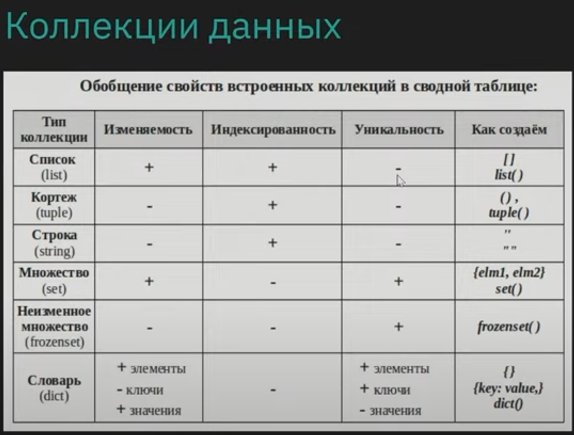 Коллекции данных
Обобщение свойств встроенных коллекций в сводной таблице:
Тип коллекции Изменяемость Индексированность Уникальность Как создаём
Список (list) + + - [ ] list( )
Кортеж (tuple) - + - ( ) , tuple( )
Строка (string) - + - '' ""
Множество (set) + - + {elm1, elm2} set( )
Неизменное множество (frozenset) - - + frozenset( )
Словарь (dict) + элементы - ключи + значения - + элементы + ключи - значения { } {key: value,} dict()